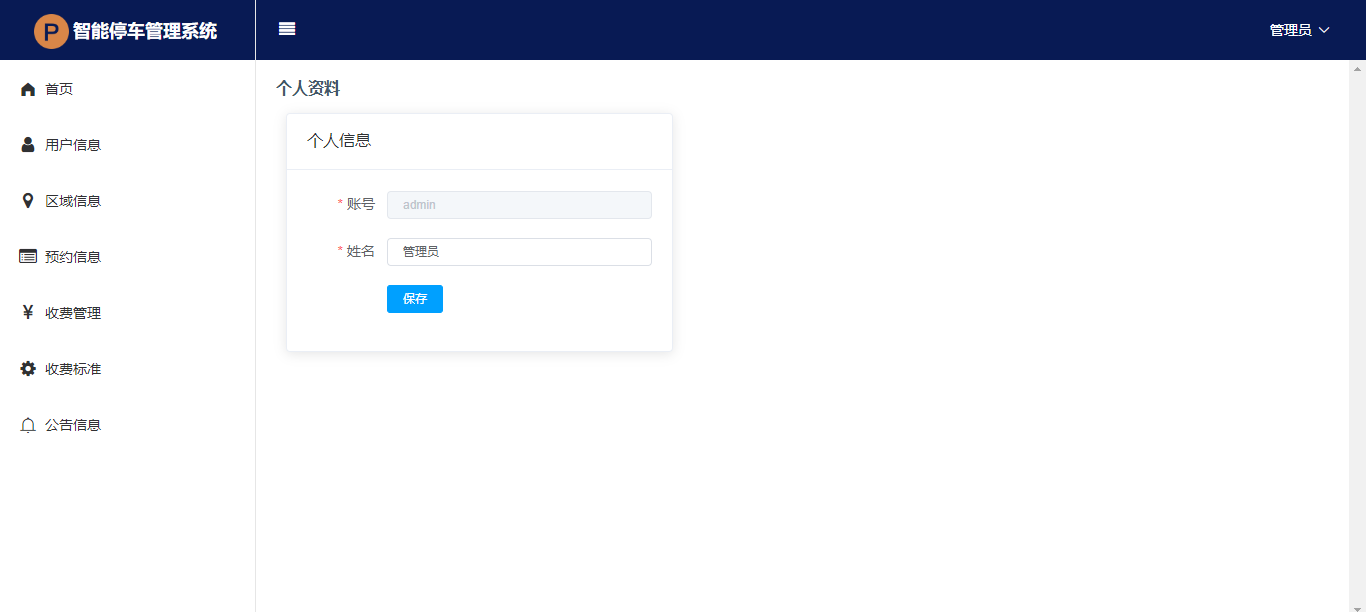 P 智能停车管理系统
管理员
首页
用户信息
区域信息
预约信息
¥ 收费管理
收费标准
公告信息
个人资料
个人信息
* 账号 admin
* 姓名 管理员
保存